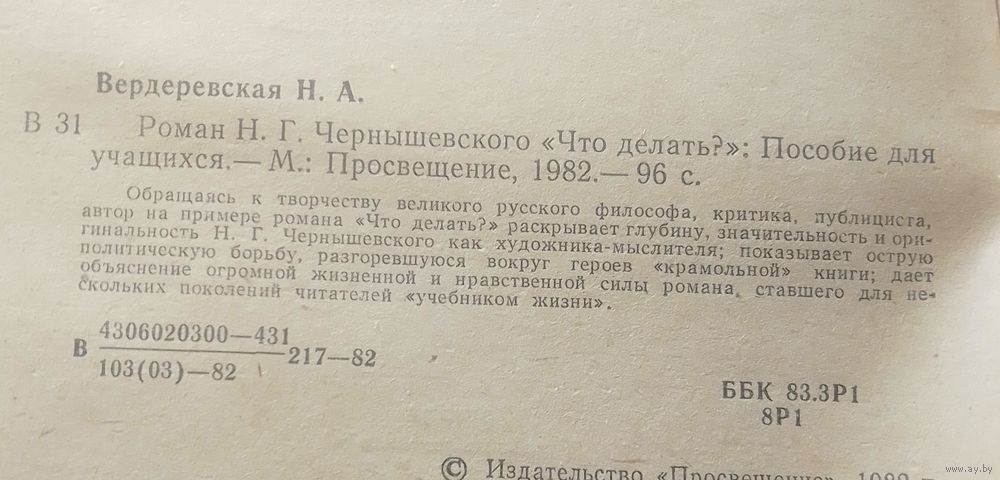 Вердеревская Н. А.
В 31 Роман Н. Г. Чернышевского «Что делать?»: Пособие для
учащихся.— М.: Просвещение, 1982.— 96 с.
Обращаясь к творчеству великого русского философа, критика, публициста,
автор на примере романа «Что делать?» раскрывает глубину, значительность и ори-
гинальность Н. Г. Чернышевского как художника-мыслителя; показывает острую
политическую борьбу, разгоревшуюся вокруг героев «крамольной» книги; дает
объяснение огромной жизненной и нравственной силы романа, ставшего для не-
скольких поколений читателей «учебником жизни».
4306020300—431
В 217—82
103(03)—82
ББК 83.3Р1
8Р1
© Издательство «Просвещение», 1982
www.ay.by